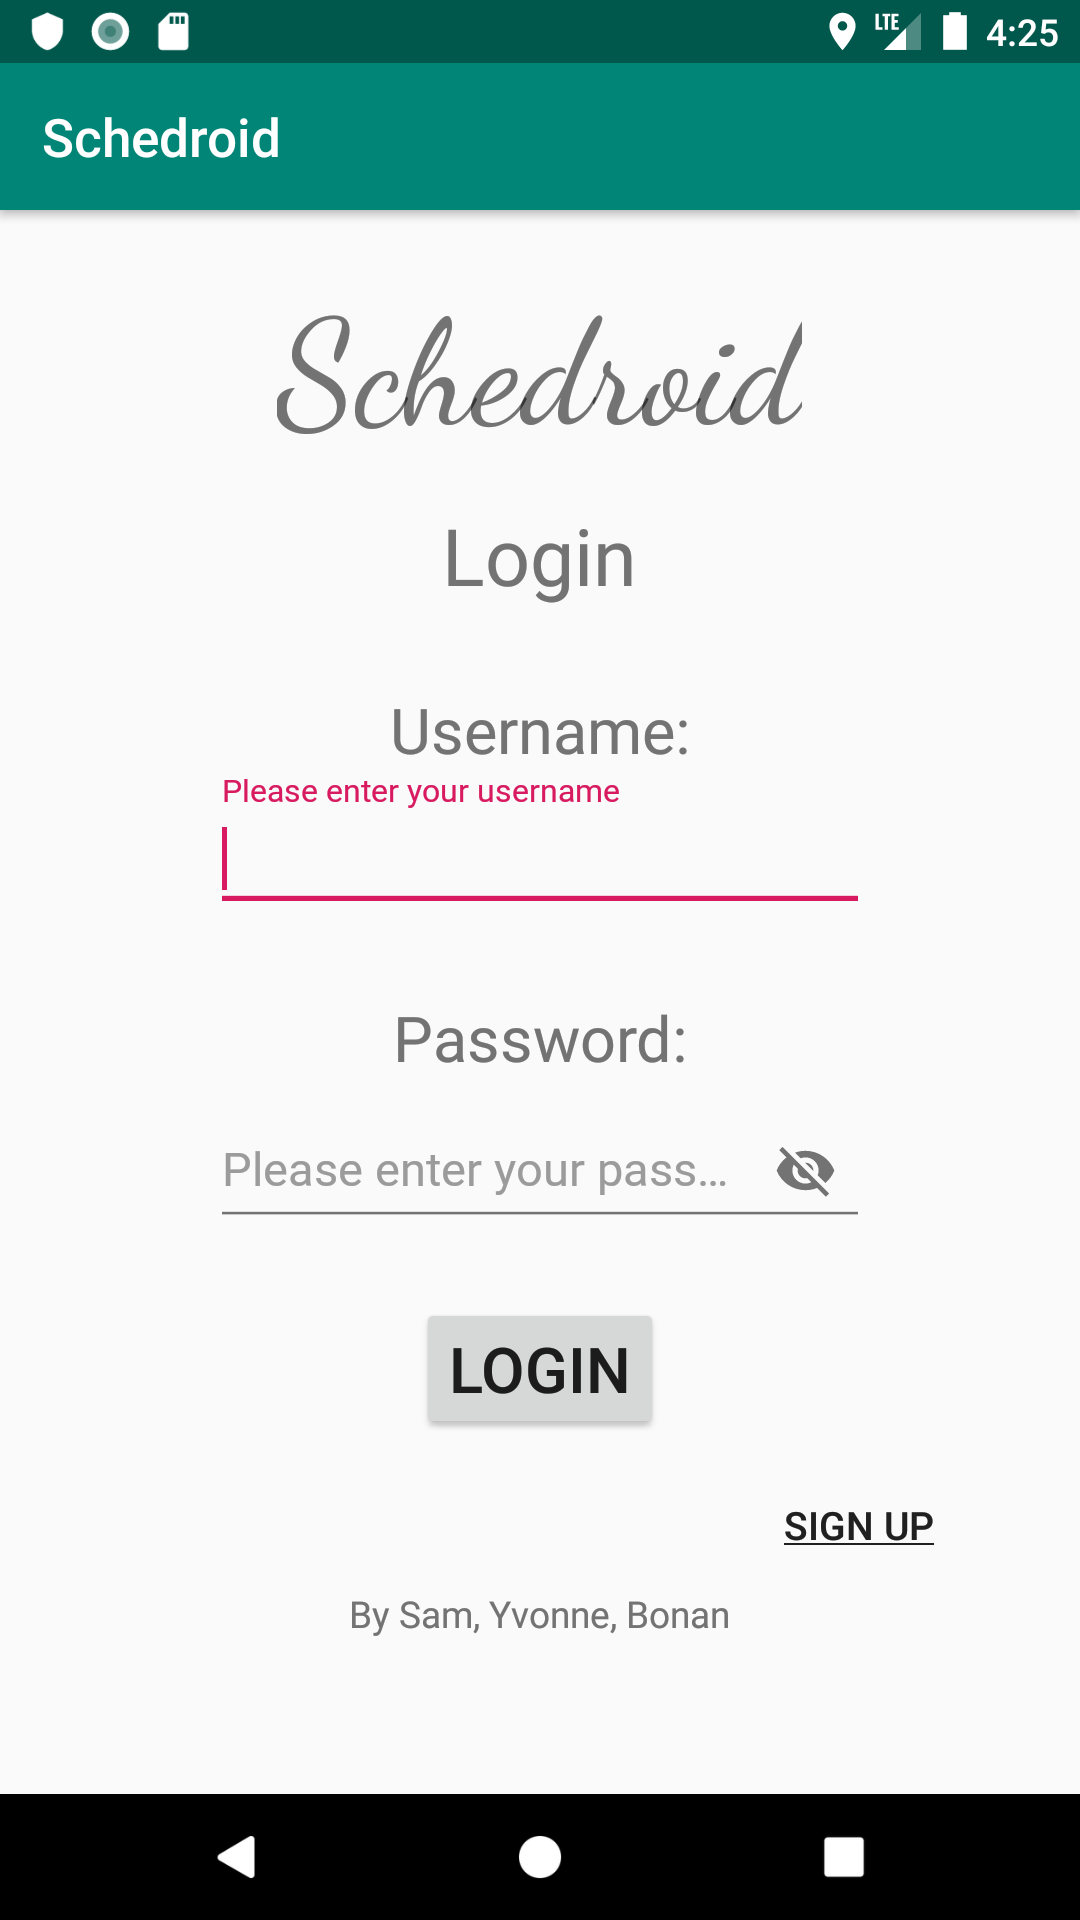 LTE 4:25
Schedroid
Schedroid
Login
Username:
Please enter your username
Password:
Please enter your pass...
LOGIN
SIGN UP
By Sam, Yvonne, Bonan